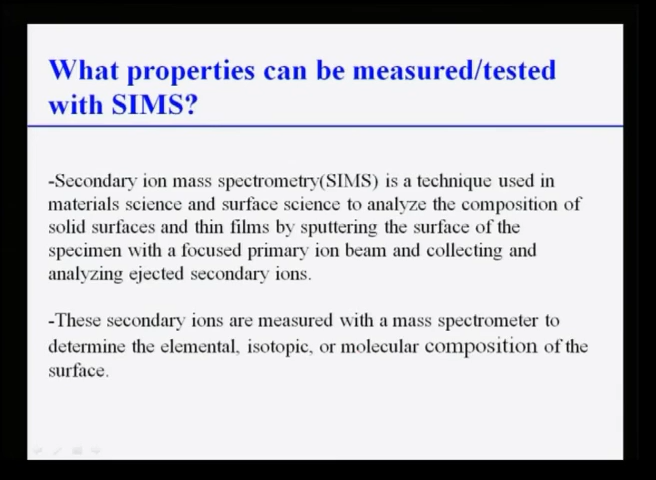 What properties can be measured/tested
with SIMS?
-Secondary ion mass spectrometry(SIMS) is a technique used in
materials science and surface science to analyze the composition of
solid surfaces and thin films by sputtering the surface of the
specimen with a focused primary ion beam and collecting and
analyzing ejected secondary ions.
-These secondary ions are measured with a mass spectrometer to
determine the elemental, isotopic, or molecular composition of the
surface.